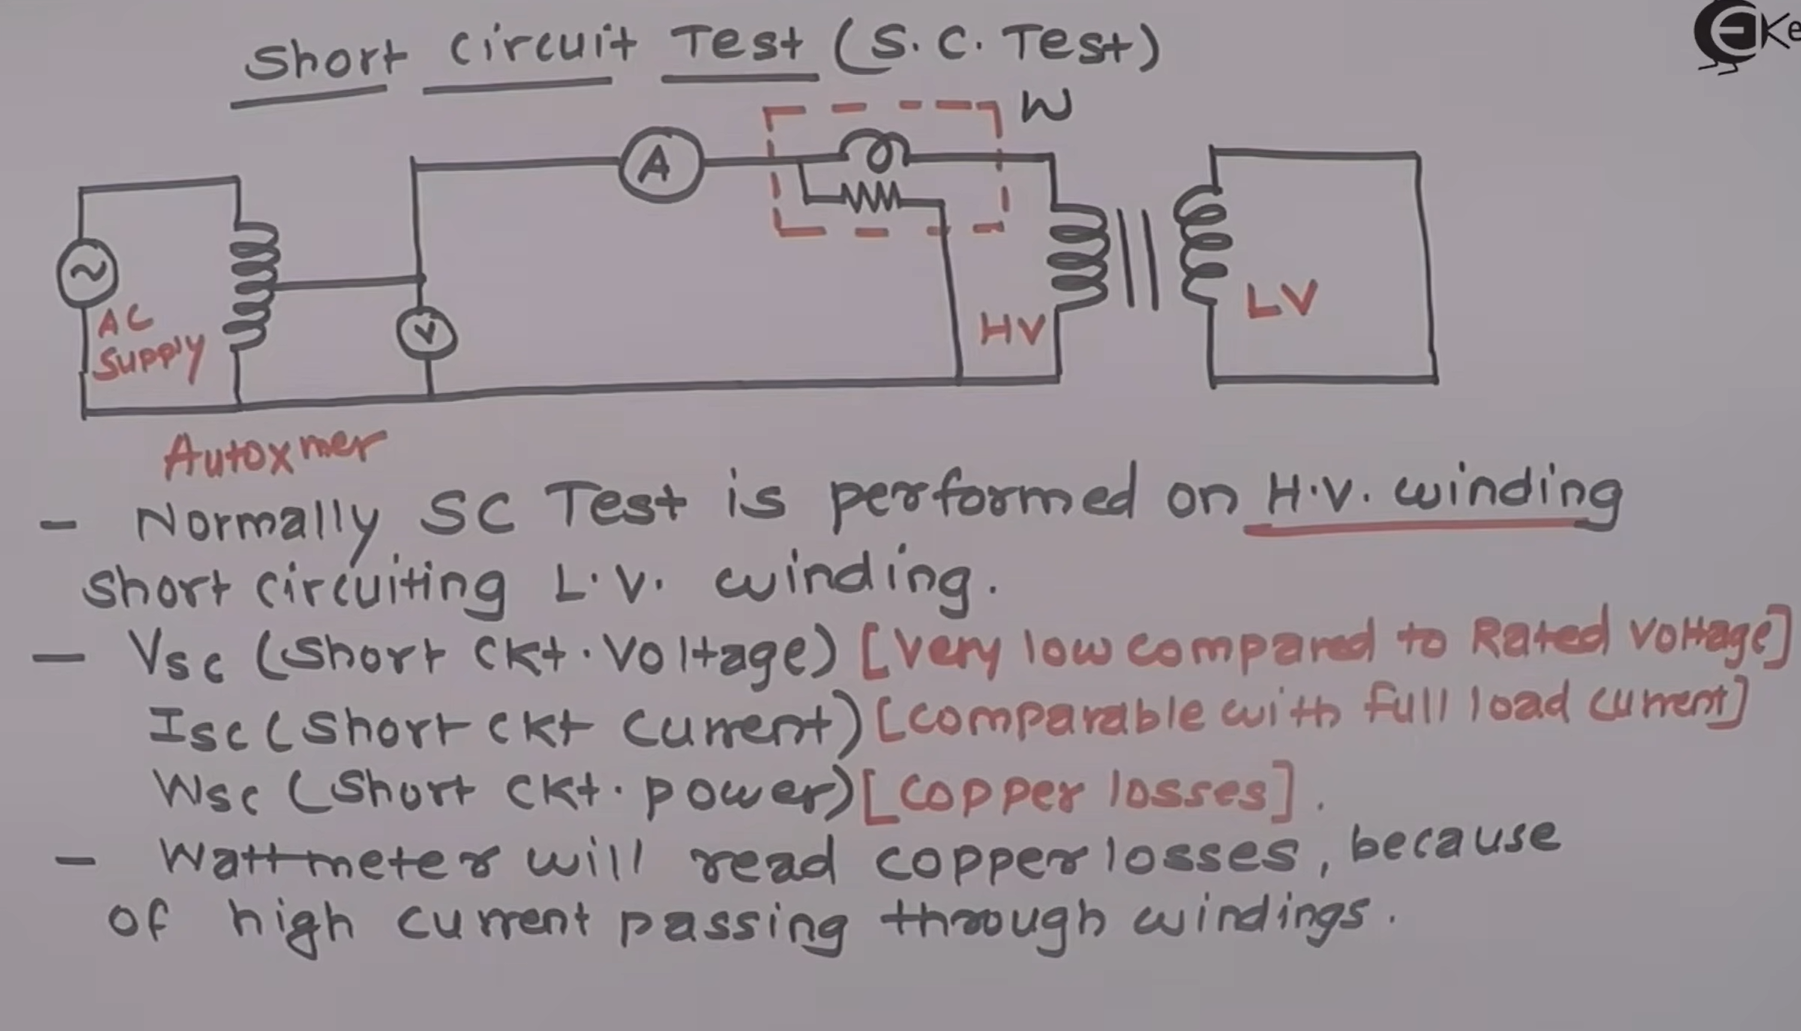 Short Circuit Test (S.C. Test)
Ke
W
A
V
AC
Supply
HV
LV
Autoxmer
- Normally SC Test is performed on H.V. winding
short circuiting L.V. winding.
- Vsc (Short ckt. Voltage) [Very low compared to Rated Voltage]
Isc (Short ckt current) [comparable with full load current]
Wsc (Short ckt. power) [copper losses].
- Wattmeter will read copper losses, because
of high current passing through windings.